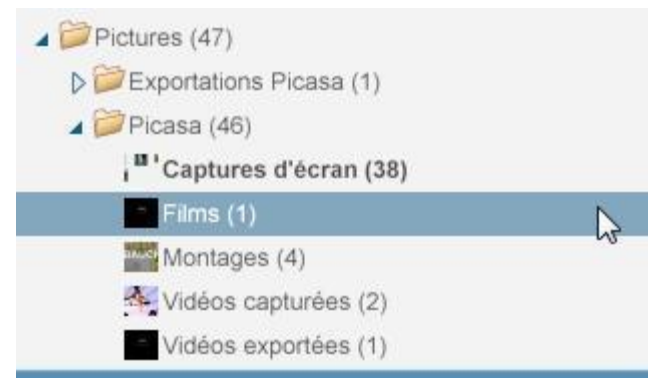 Pictures (47)
Exportations Picasa (1)
Picasa (46)
Captures d'écran (38)
Films (1)
Montages (4)
Vidéos capturées (2)
Vidéos exportées (1)